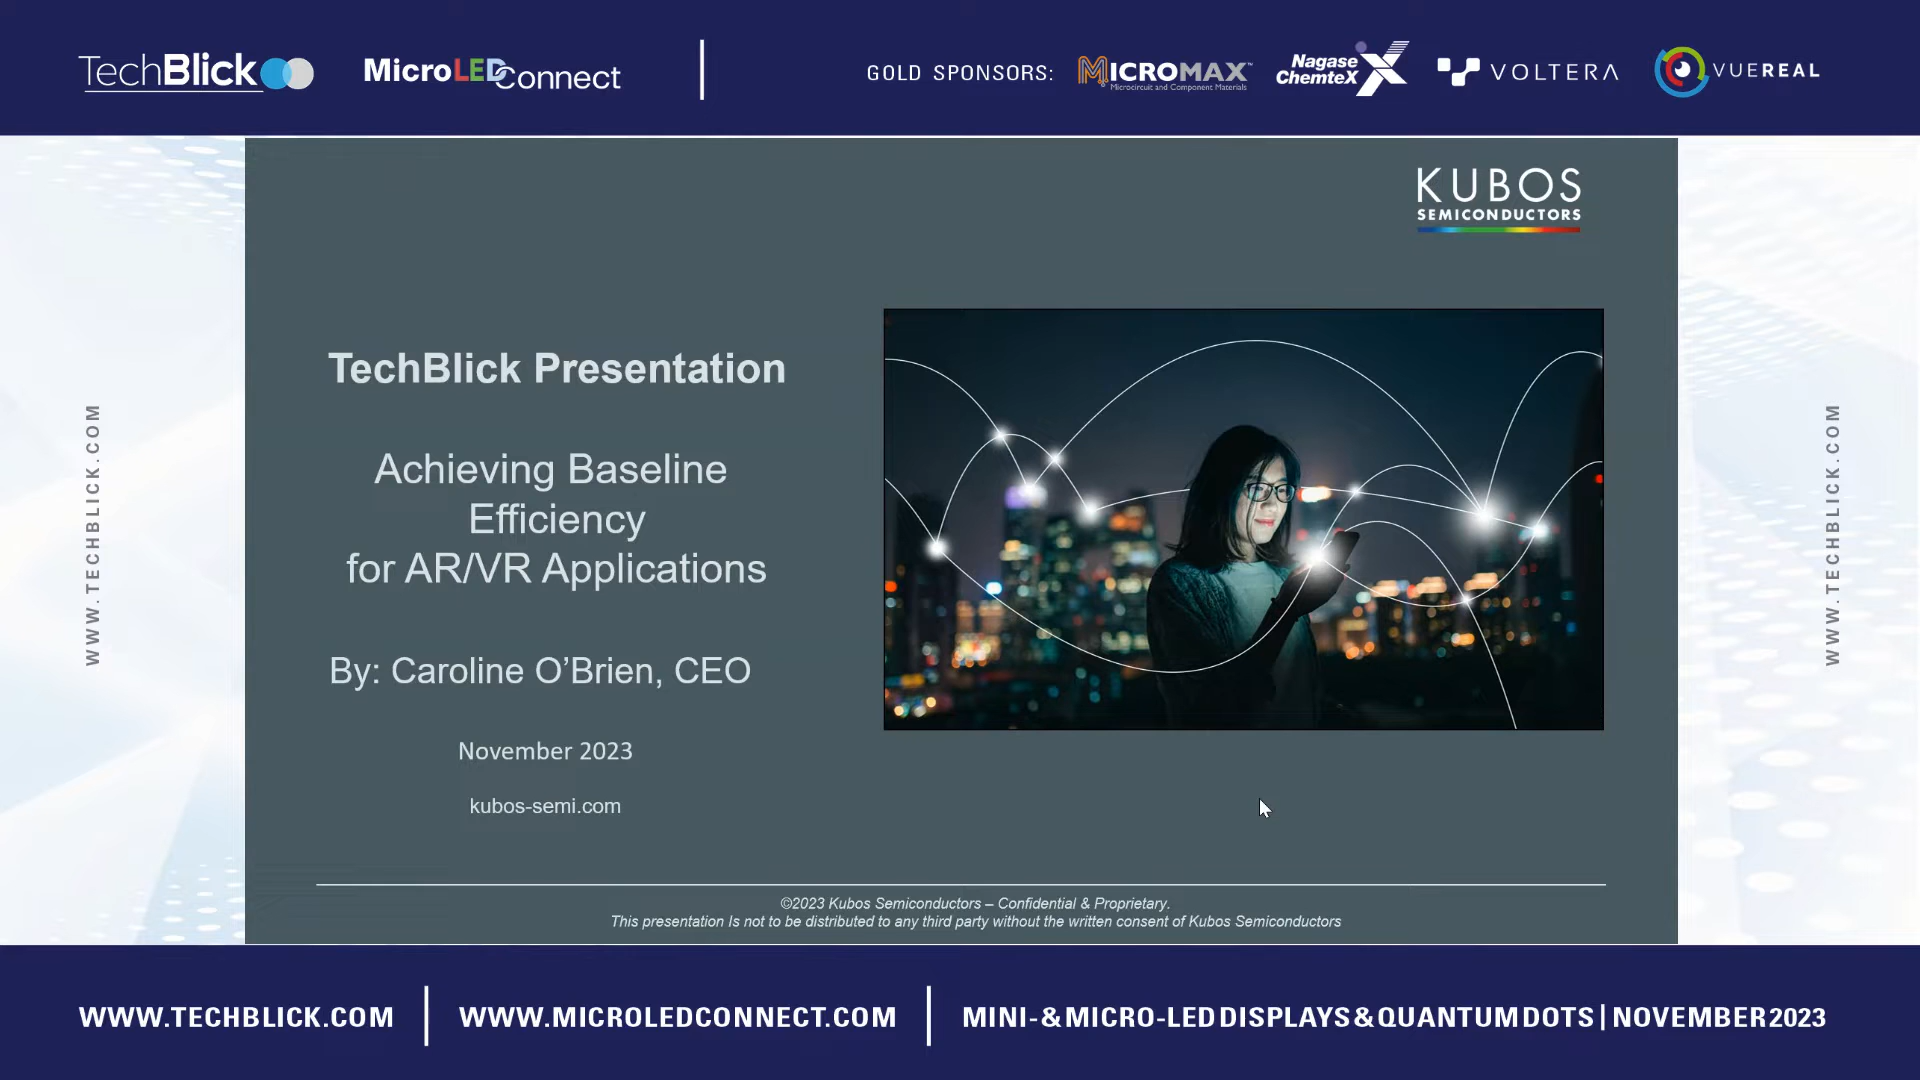 TechBlick
MicroLED Connect
GOLD SPONSORS:
MICROMAX™
Microcircuit and Component Materials
Nagase
ChemteX
VOLTERA
VUEREAL
KUBOS
SEMICONDUCTORS
TechBlick Presentation
Achieving Baseline
Efficiency
for AR/VR Applications
By: Caroline O’Brien, CEO
November 2023
kubos-semi.com
©2023 Kubos Semiconductors – Confidential & Proprietary.
This presentation Is not to be distributed to any third party without the written consent of Kubos Semiconductors
WWW.TECHBLICK.COM
WWW.TECHBLICK.COM
WWW.TECHBLICK.COM
WWW.MICROLEDCONNECT.COM
MINI- & MICRO-LED DISPLAYS & QUANTUM DOTS | NOVEMBER 2023